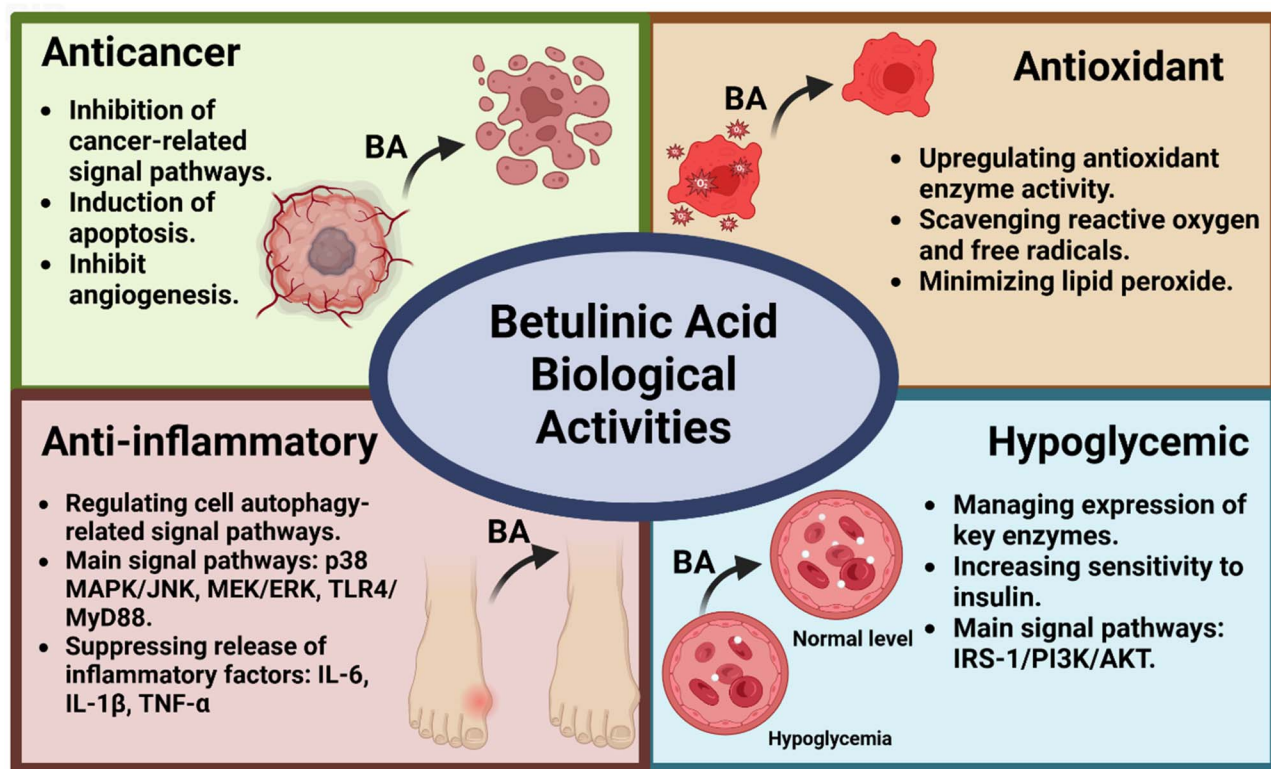 Anticancer
• Inhibition of
cancer-related
signal pathways.
• Induction of
apoptosis.
• Inhibit
angiogenesis.
BA
Antioxidant
BA
• Upregulating antioxidant
enzyme activity.
• Scavenging reactive oxygen
and free radicals.
• Minimizing lipid peroxide.
Betulinic Acid
Biological
Activities
Anti-inflammatory
• Regulating cell autophagy-
related signal pathways.
• Main signal pathways: p38
MAPK/JNK, MEK/ERK, TLR4/
MyD88.
• Suppressing release of
inflammatory factors: IL-6,
IL-1β, TNF-α
BA
Hypoglycemic
• Managing expression of
key enzymes.
• Increasing sensitivity to
insulin.
• Main signal pathways:
IRS-1/PI3K/AKT.
BA
Normal level
Hypoglycemia